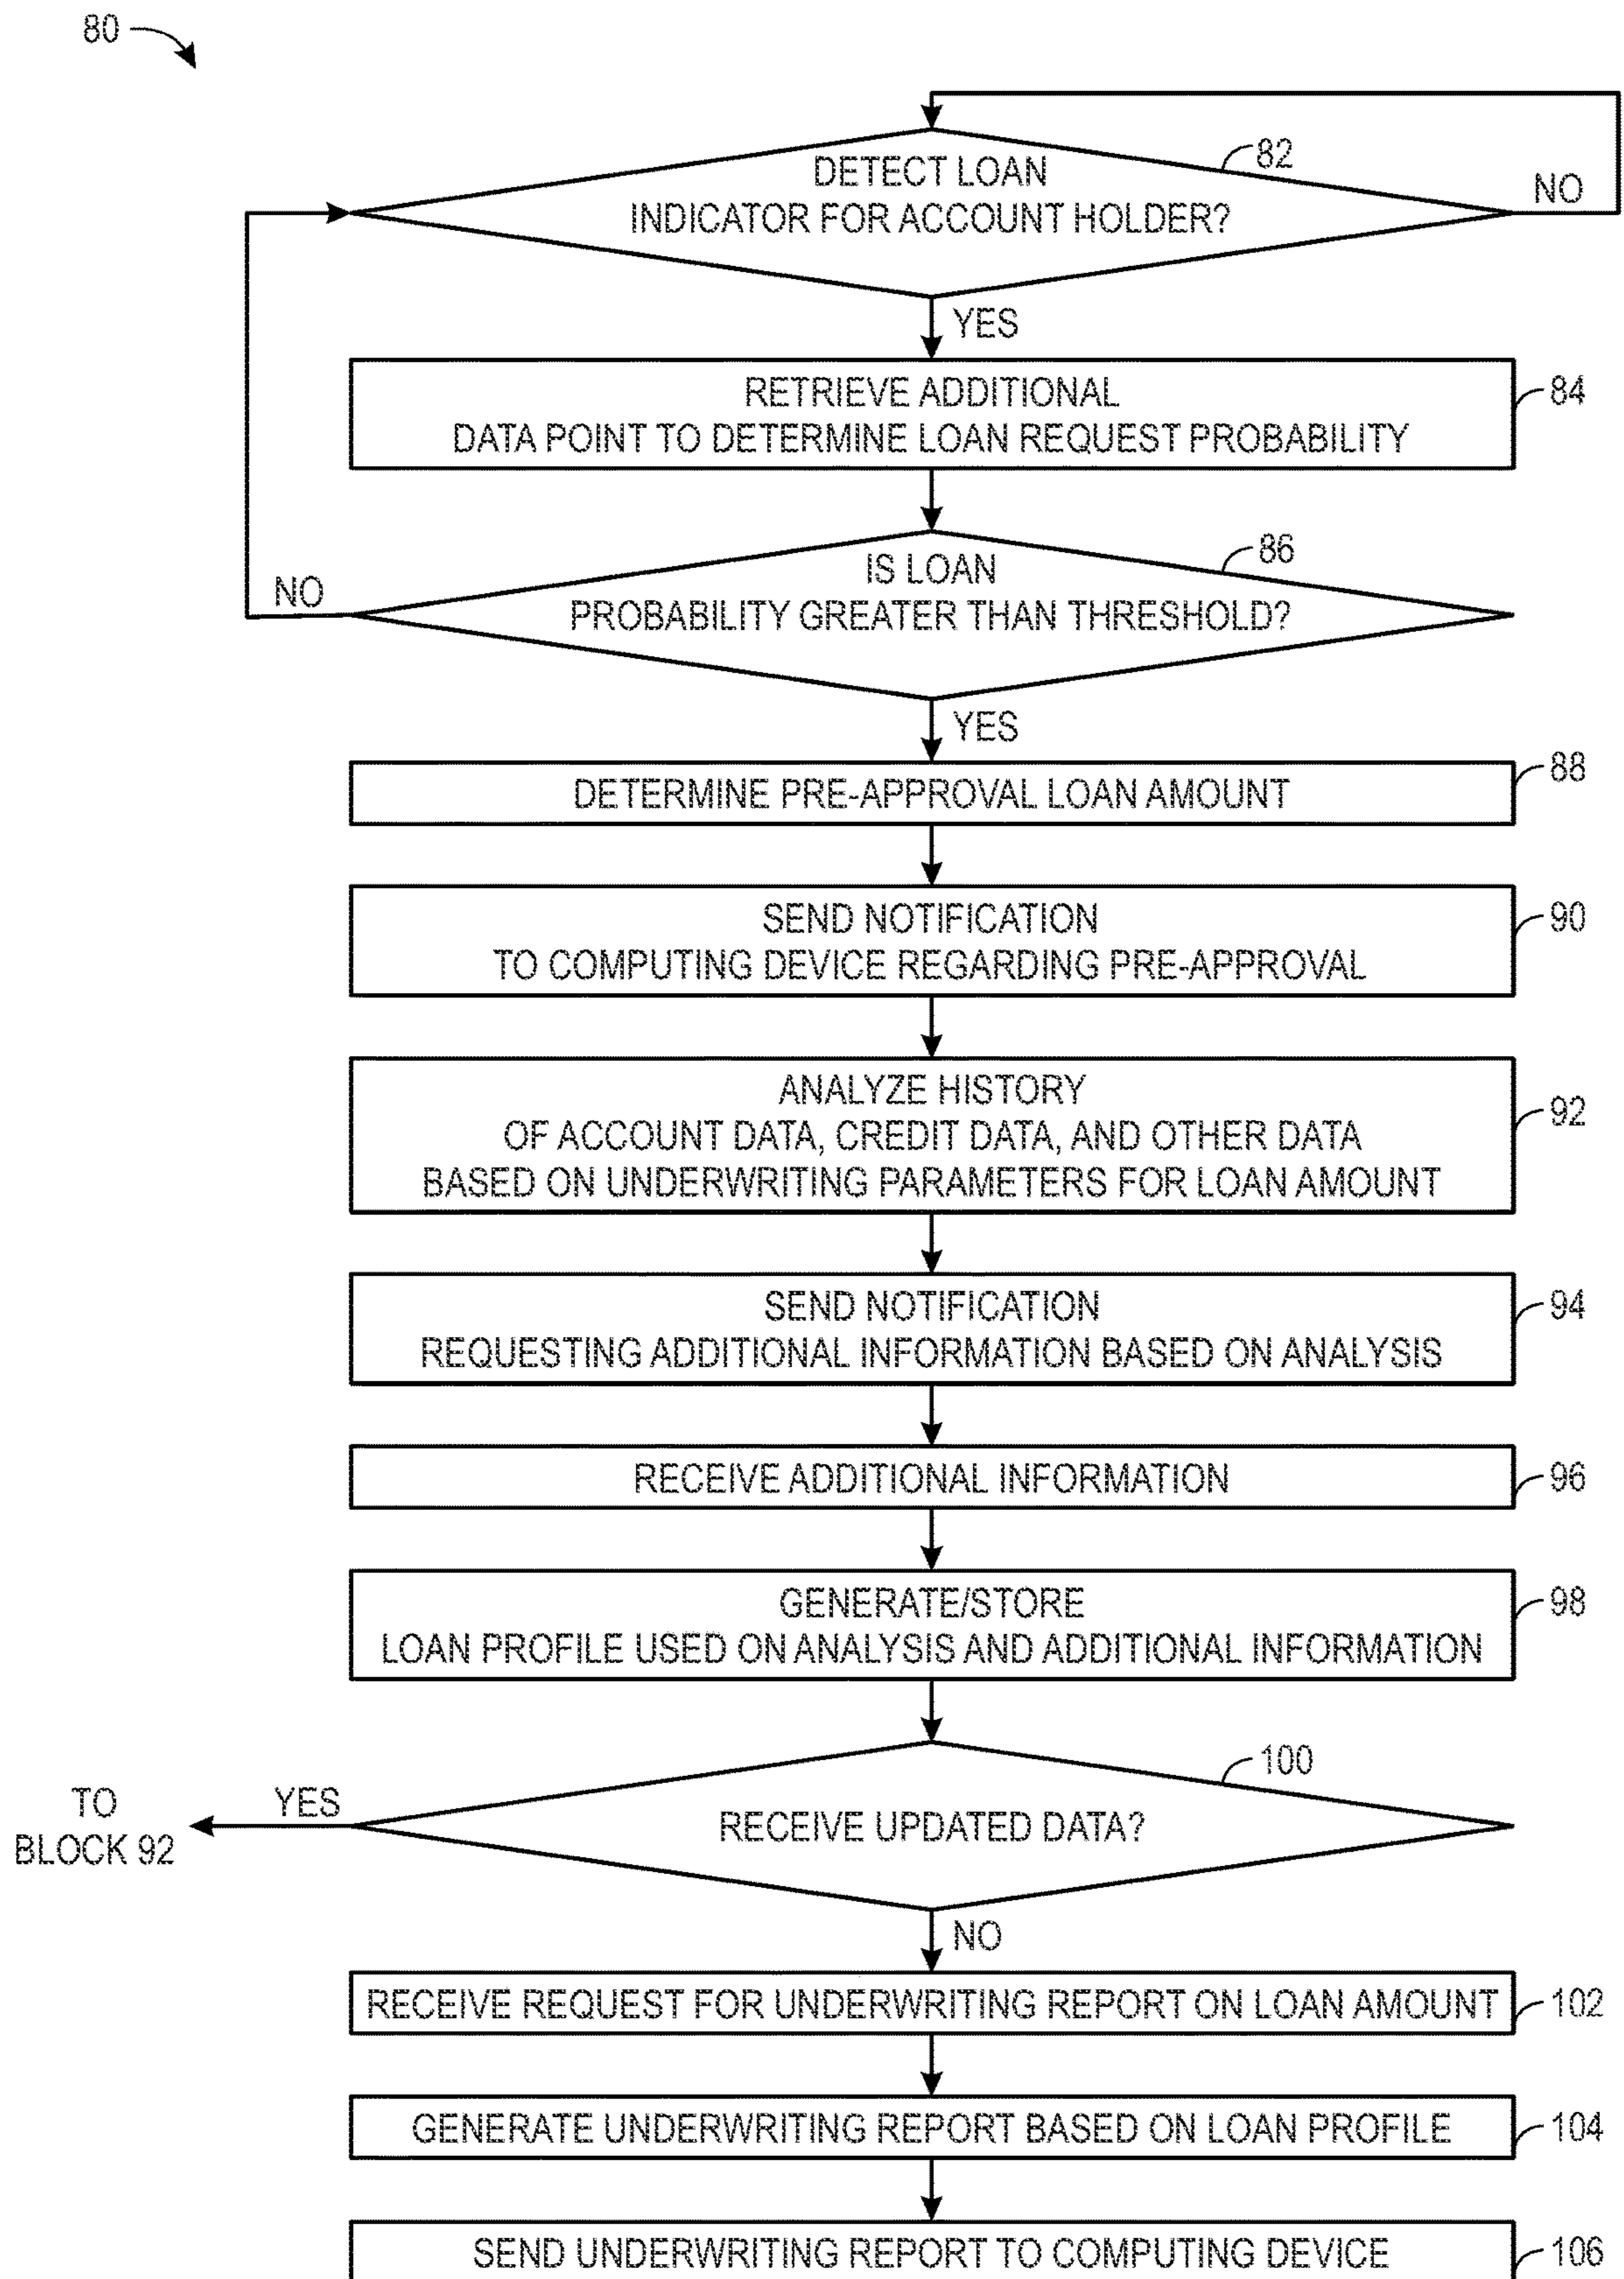 80
DETECT LOAN
INDICATOR FOR ACCOUNT HOLDER?
82
NO
YES
RETRIEVE ADDITIONAL
DATA POINT TO DETERMINE LOAN REQUEST PROBABILITY
84
IS LOAN
PROBABILITY GREATER THAN THRESHOLD?
86
NO
YES
DETERMINE PRE-APPROVAL LOAN AMOUNT
88
SEND NOTIFICATION
TO COMPUTING DEVICE REGARDING PRE-APPROVAL
90
ANALYZE HISTORY
OF ACCOUNT DATA, CREDIT DATA, AND OTHER DATA
BASED ON UNDERWRITING PARAMETERS FOR LOAN AMOUNT
92
SEND NOTIFICATION
REQUESTING ADDITIONAL INFORMATION BASED ON ANALYSIS
94
RECEIVE ADDITIONAL INFORMATION
96
GENERATE/STORE
LOAN PROFILE USED ON ANALYSIS AND ADDITIONAL INFORMATION
98
RECEIVE UPDATED DATA?
100
YES
TO
BLOCK 92
NO
RECEIVE REQUEST FOR UNDERWRITING REPORT ON LOAN AMOUNT
102
GENERATE UNDERWRITING REPORT BASED ON LOAN PROFILE
104
SEND UNDERWRITING REPORT TO COMPUTING DEVICE
106